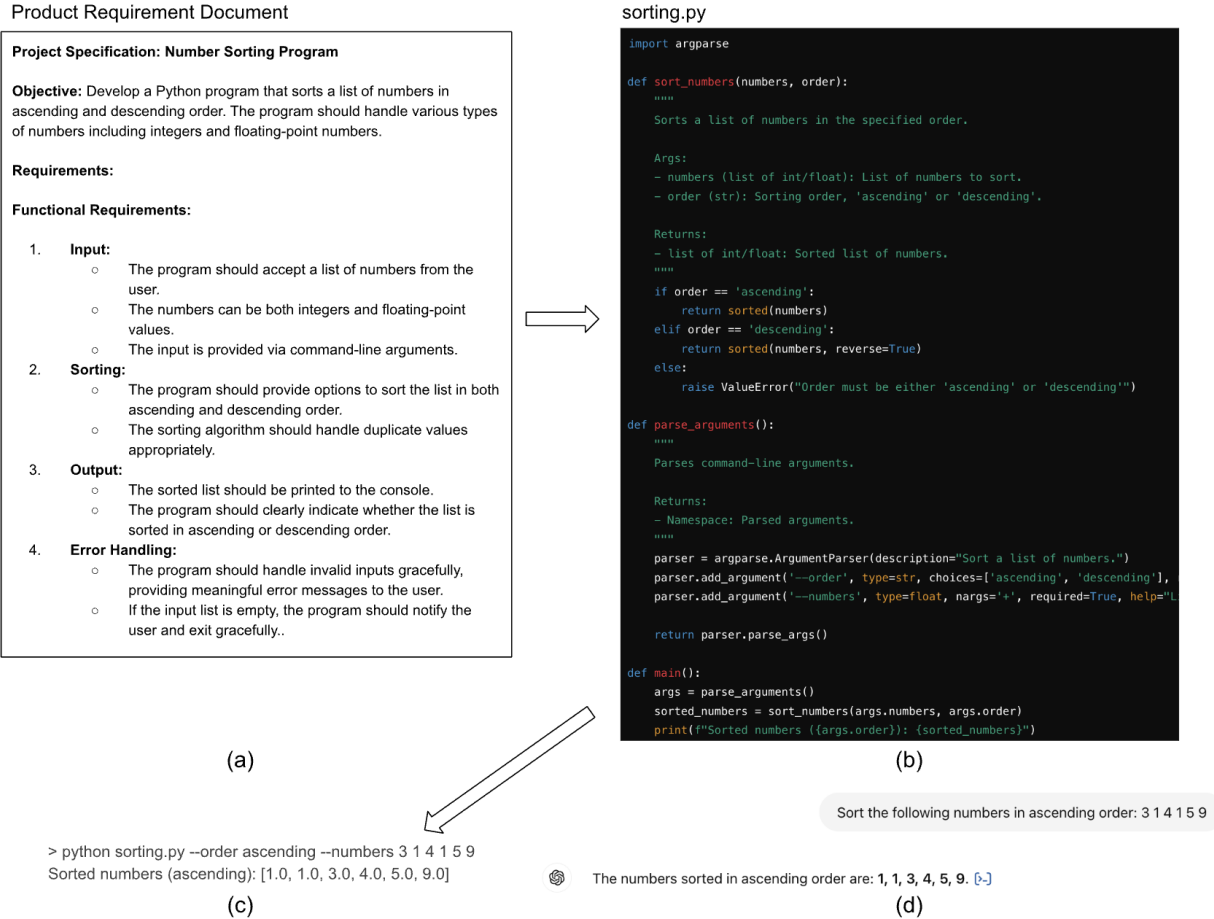 Product Requirement Document
Project Specification: Number Sorting Program
Objective: Develop a Python program that sorts a list of numbers in
ascending and descending order. The program should handle various types
of numbers including integers and floating-point numbers.
Requirements:
Functional Requirements:
1. Input:
○ The program should accept a list of numbers from the
user.
○ The numbers can be both integers and floating-point
values.
○ The input is provided via command-line arguments.
2. Sorting:
○ The program should provide options to sort the list in both
ascending and descending order.
○ The sorting algorithm should handle duplicate values
appropriately.
3. Output:
○ The sorted list should be printed to the console.
○ The program should clearly indicate whether the list is
sorted in ascending or descending order.
4. Error Handling:
○ The program should handle invalid inputs gracefully,
providing meaningful error messages to the user.
○ If the input list is empty, the program should notify the
user and exit gracefully..
(a)
sorting.py
import argparse
def sort_numbers(numbers, order):
"""
Sorts a list of numbers in the specified order.
Args:
- numbers (list of int/float): List of numbers to sort.
- order (str): Sorting order, 'ascending' or 'descending'.
Returns:
- list of int/float: Sorted list of numbers.
"""
if order == 'ascending':
return sorted(numbers)
elif order == 'descending':
return sorted(numbers, reverse=True)
else:
raise ValueError("Order must be either 'ascending' or 'descending'")
def parse_arguments():
"""
Parses command-line arguments.
Returns:
- Namespace: Parsed arguments.
"""
parser = argparse.ArgumentParser(description="Sort a list of numbers.")
parser.add_argument('--order', type=str, choices=['ascending', 'descending'],
parser.add_argument('--numbers', type=float, nargs='+', required=True, help="L
return parser.parse_args()
def main():
args = parse_arguments()
sorted_numbers = sort_numbers(args.numbers, args.order)
print(f"Sorted numbers ({args.order}): {sorted_numbers}")
(b)
> python sorting.py --order ascending --numbers 3 1 4 1 5 9
Sorted numbers (ascending): [1.0, 1.0, 3.0, 4.0, 5.0, 9.0]
(c)
Sort the following numbers in ascending order: 3 1 4 1 5 9
The numbers sorted in ascending order are: 1, 1, 3, 4, 5, 9. [>-]
(d)